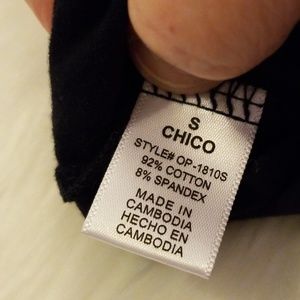 S
CHICO
STYLE# OP-1810S
92% COTTON
8% SPANDEX
MADE IN
CAMBODIA
HECHO EN
CAMBODIA